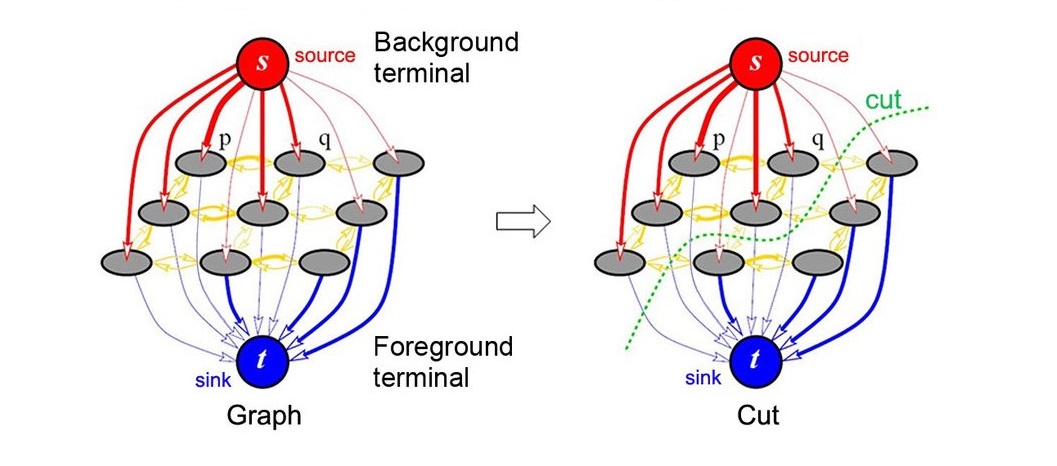 s
source
Background
terminal
p
q
t
sink
Foreground
terminal
Graph
s
source
cut
p
q
t
sink
Cut